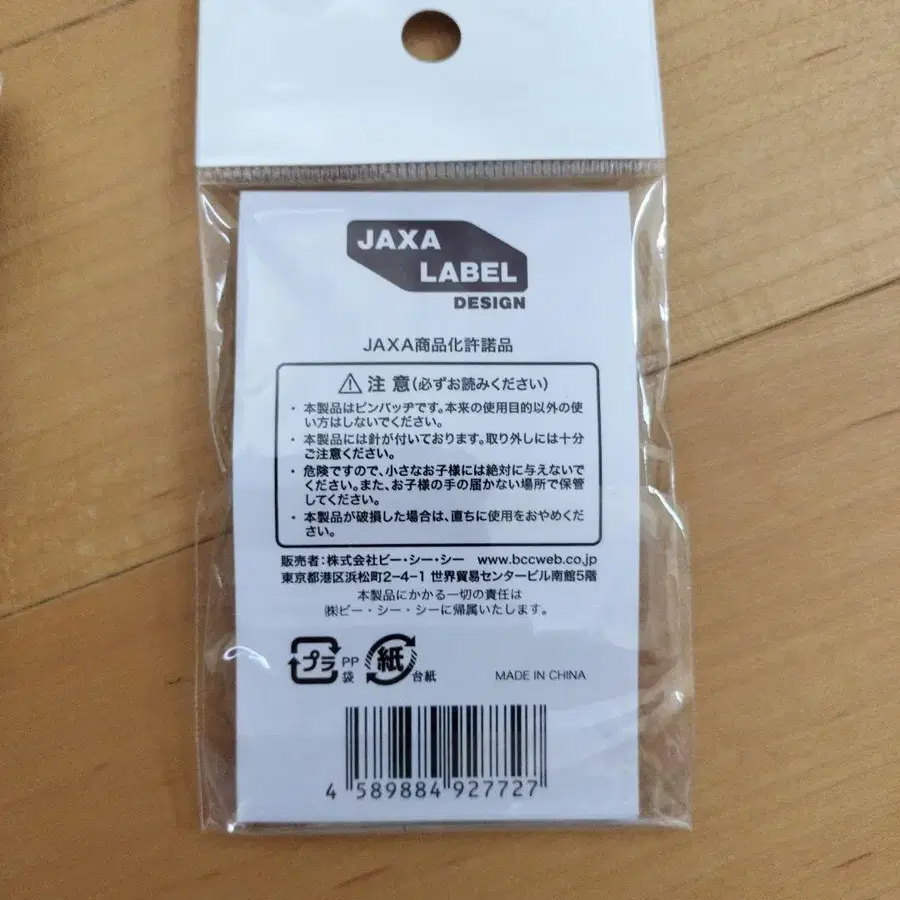 JAXA
LABEL
DESIGN
JAXA商品化許諾品
注意(必ずお読みください)
・本製品はピンバッヂです。本来の使用目的以外の使
い方はしないでください。
・本製品には針が付いております。取り外しには十分
ご注意ください。
・危険ですので、小さなお子様には絶対に与えないで
ください。また、お子様の手の届かない場所で保管
してください。
・本製品が破損した場合は、直ちに使用をおやめくだ
さい。
販売者:株式会社ビー・シー・シー www.bccweb.co.jp
東京都港区浜松町2-4-1 世界貿易センタービル南館5階
本製品にかかる一切の責任は
㈱ビー・シー・シーに帰属いたします。
プラ PP袋 紙 台紙 MADE IN CHINA
4 589884 927727